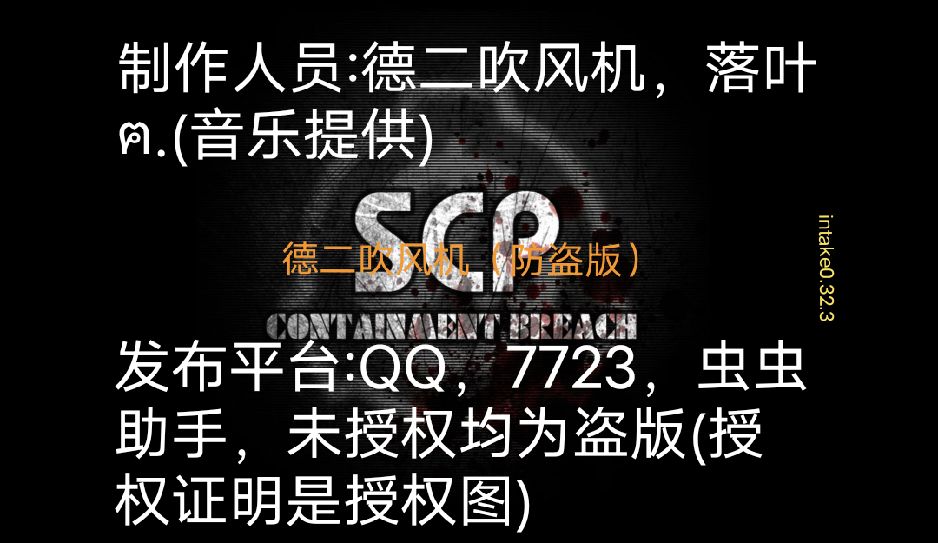 制作人员:德二吹风机，落叶
ฅ.(音乐提供)
SCP
德二吹风机（防盗版）
intake0.32.3
CONTAINMENT BREACH
发布平台:QQ，7723，虫虫
助手，未授权均为盗版(授
权证明是授权图)